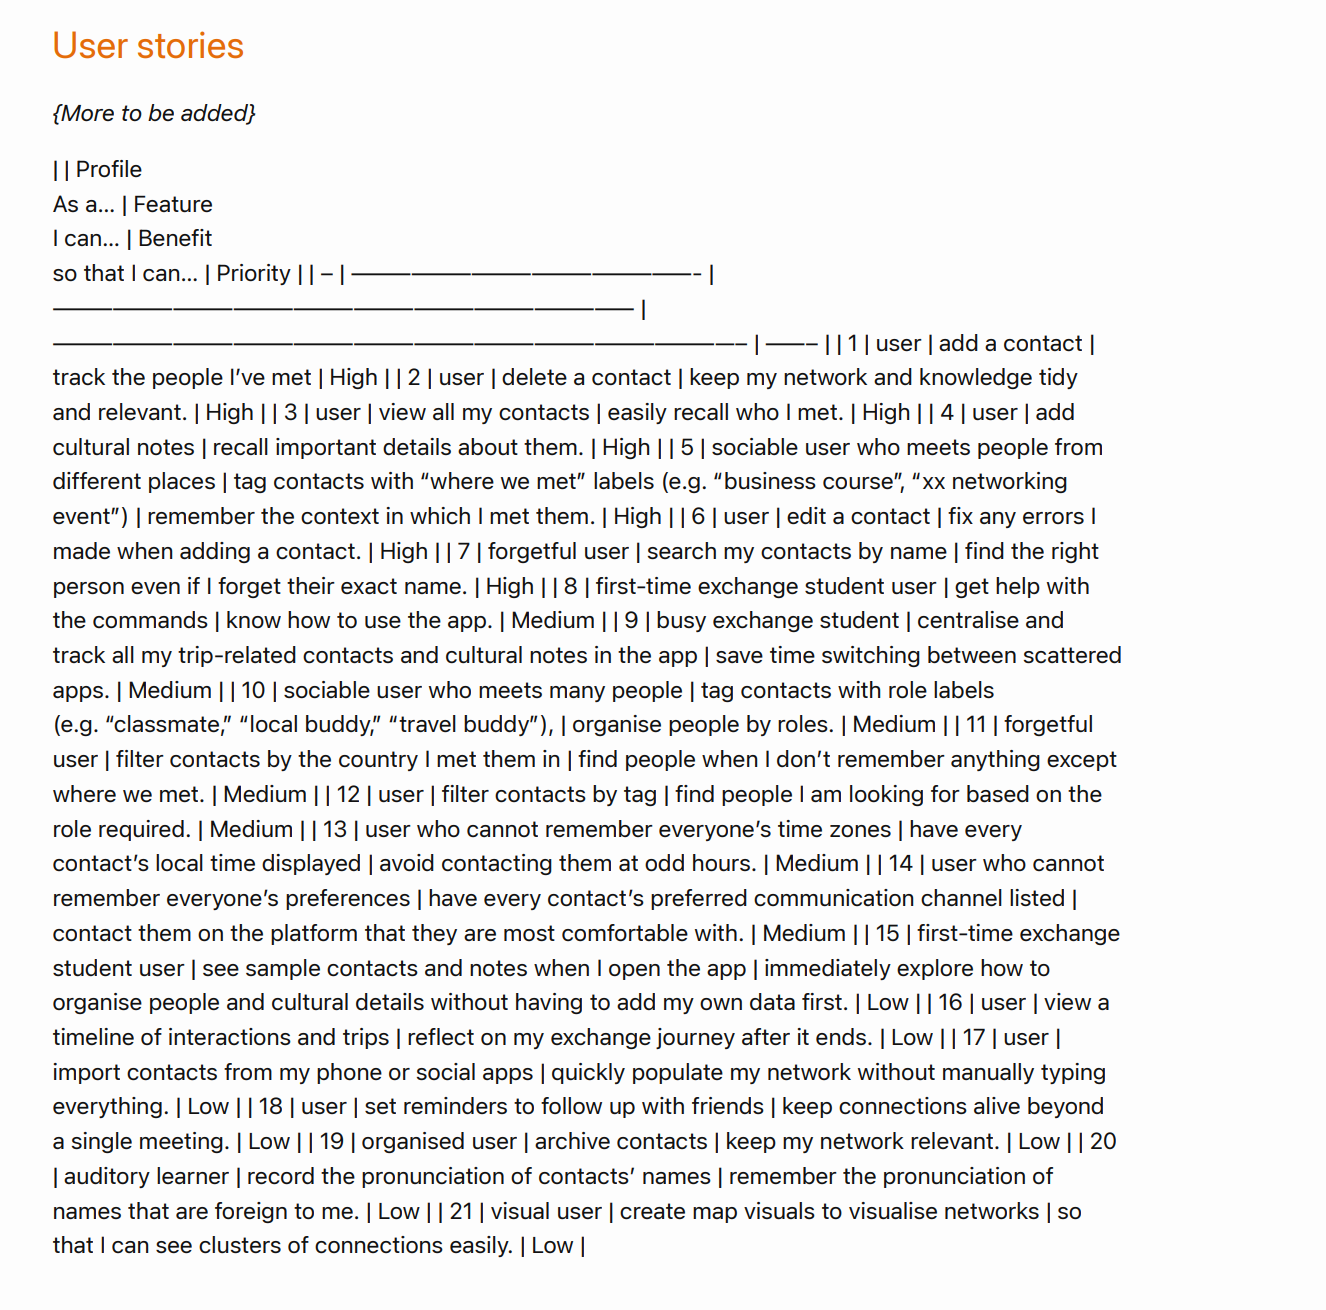 User stories
{More to be added}
| | Profile
As a... | Feature
I can... | Benefit
so that I can... | Priority | | – | ———————————————————- |
————————————————————————————— |
———————————————————————————————————– | ——– | | 1 | user | add a contact |
track the people I’ve met | High | | 2 | user | delete a contact | keep my network and knowledge tidy
and relevant. | High | | 3 | user | view all my contacts | easily recall who I met. | High | | 4 | user | add
cultural notes | recall important details about them. | High | | 5 | sociable user who meets people from
different places | tag contacts with “where we met” labels (e.g. “business course”, “xx networking
event”) | remember the context in which I met them. | High | | 6 | user | edit a contact | fix any errors I
made when adding a contact. | High | | 7 | forgetful user | search my contacts by name | find the right
person even if I forget their exact name. | High | | 8 | first-time exchange student user | get help with
the commands | know how to use the app. | Medium | | 9 | busy exchange student | centralise and
track all my trip-related contacts and cultural notes in the app | save time switching between scattered
apps. | Medium | | 10 | sociable user who meets many people | tag contacts with role labels
(e.g. “classmate,” “local buddy,” “travel buddy”), | organise people by roles. | Medium | | 11 | forgetful
user | filter contacts by the country I met them in | find people when I don’t remember anything except
where we met. | Medium | | 12 | user | filter contacts by tag | find people I am looking for based on the
role required. | Medium | | 13 | user who cannot remember everyone’s time zones | have every
contact’s local time displayed | avoid contacting them at odd hours. | Medium | | 14 | user who cannot
remember everyone’s preferences | have every contact’s preferred communication channel listed |
contact them on the platform that they are most comfortable with. | Medium | | 15 | first-time exchange
student user | see sample contacts and notes when I open the app | immediately explore how to
organise people and cultural details without having to add my own data first. | Low | | 16 | user | view a
timeline of interactions and trips | reflect on my exchange journey after it ends. | Low | | 17 | user |
import contacts from my phone or social apps | quickly populate my network without manually typing
everything. | Low | | 18 | user | set reminders to follow up with friends | keep connections alive beyond
a single meeting. | Low | | 19 | organised user | archive contacts | keep my network relevant. | Low | | 20
| auditory learner | record the pronunciation of contacts’ names | remember the pronunciation of
names that are foreign to me. | Low | | 21 | visual user | create map visuals to visualise networks | so
that I can see clusters of connections easily. | Low |